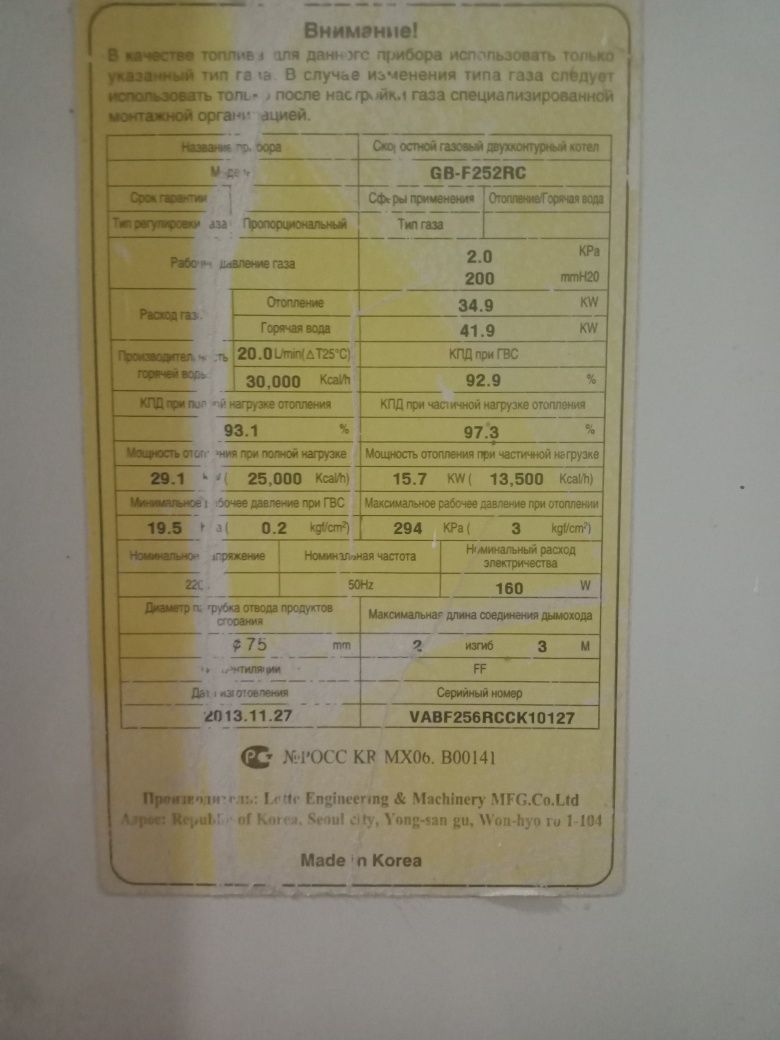 Внимание!
В качестве топлива для данного прибора использовать только
указанный тип газа. В случае изменения типа газа следует
использовать только после настройки газа специализированной
монтажной организацией.
Название прибора Скоростной газовый двухконтурный котел
Модель GB-F252RC
Срок гарантии Сферы применения Отопление/Горячая вода
Тип регулировки газа Пропорциональный Тип газа
Рабочее давление газа 2.0 KPa
200 mmH20
Расход газа Отопление 34.9 KW
Горячая вода 41.9 KW
Производительность горячей воды 20.0 L/min(△T25°C) КПД при ГВС
30,000 Kcal/h 92.9 %
КПД при полной нагрузке отопления КПД при частичной нагрузке отопления
93.1 % 97.3 %
Мощность отопления при полной нагрузке Мощность отопления при частичной нагрузке
29.1 ( 25,000 Kcal/h) 15.7 KW ( 13,500 Kcal/h)
Минимальное рабочее давление при ГВС Максимальное рабочее давление при отоплении
19.5 ( 0.2 kgf/cm²) 294 KPa ( 3 kgf/cm²)
Номинальное напряжение Номинальная частота Номинальный расход электричества
220 50Hz 160 W
Диаметр патрубка отвода продуктов сгорания Максимальная длина соединения дымохода
¢ 75 mm 2 изгиб 3 М
вентиляции FF
Дата изготовления Серийный номер
2013.11.27 VABF256RCCK10127
РС №РОСС KR МХ06. В00141
Производитель: Lotte Engineering & Machinery MFG.Co.Ltd
Адрес: Republic of Korea, Seoul city, Yong-san gu, Won-hyo ro 1-104
Made in Korea